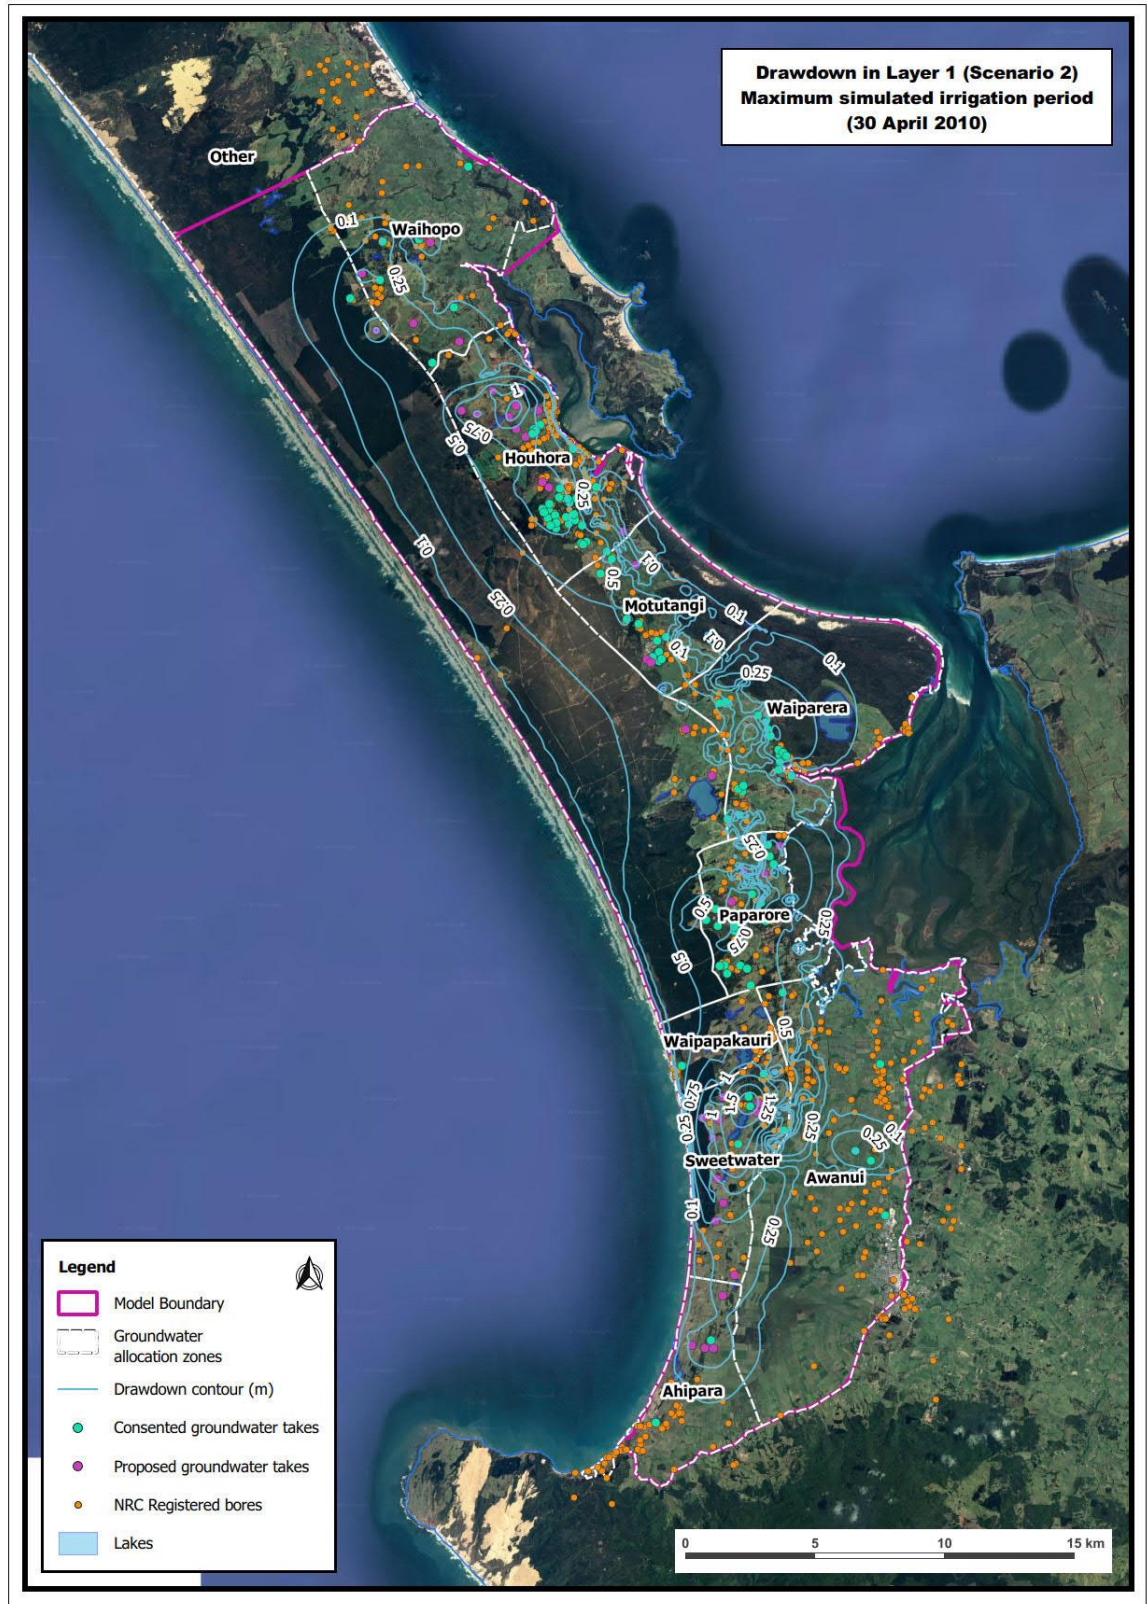 Drawdown in Layer 1 (Scenario 2)
Maximum simulated irrigation period
(30 April 2010)
Other
0.1
Waihopo
0.25
1
0.75
0.5
Houhora
0.25
0.1
0.1
0.5
0.25
Motutangi
0.1
0.1
0.1
0.1
0.25
Waiparera
0.25
0.5
Paparore
0.25
0.75
0.5
0.5
Waipapakauri
1
0.75
1.5
1.25
1
0.25
0.25
0.1
0.25
Sweetwater
Awanui
0.1
0.25
Ahipara
Legend
Model Boundary
Groundwater
allocation zones
Drawdown contour (m)
Consented groundwater takes
Proposed groundwater takes
NRC Registered bores
Lakes
0 5 10 15 km